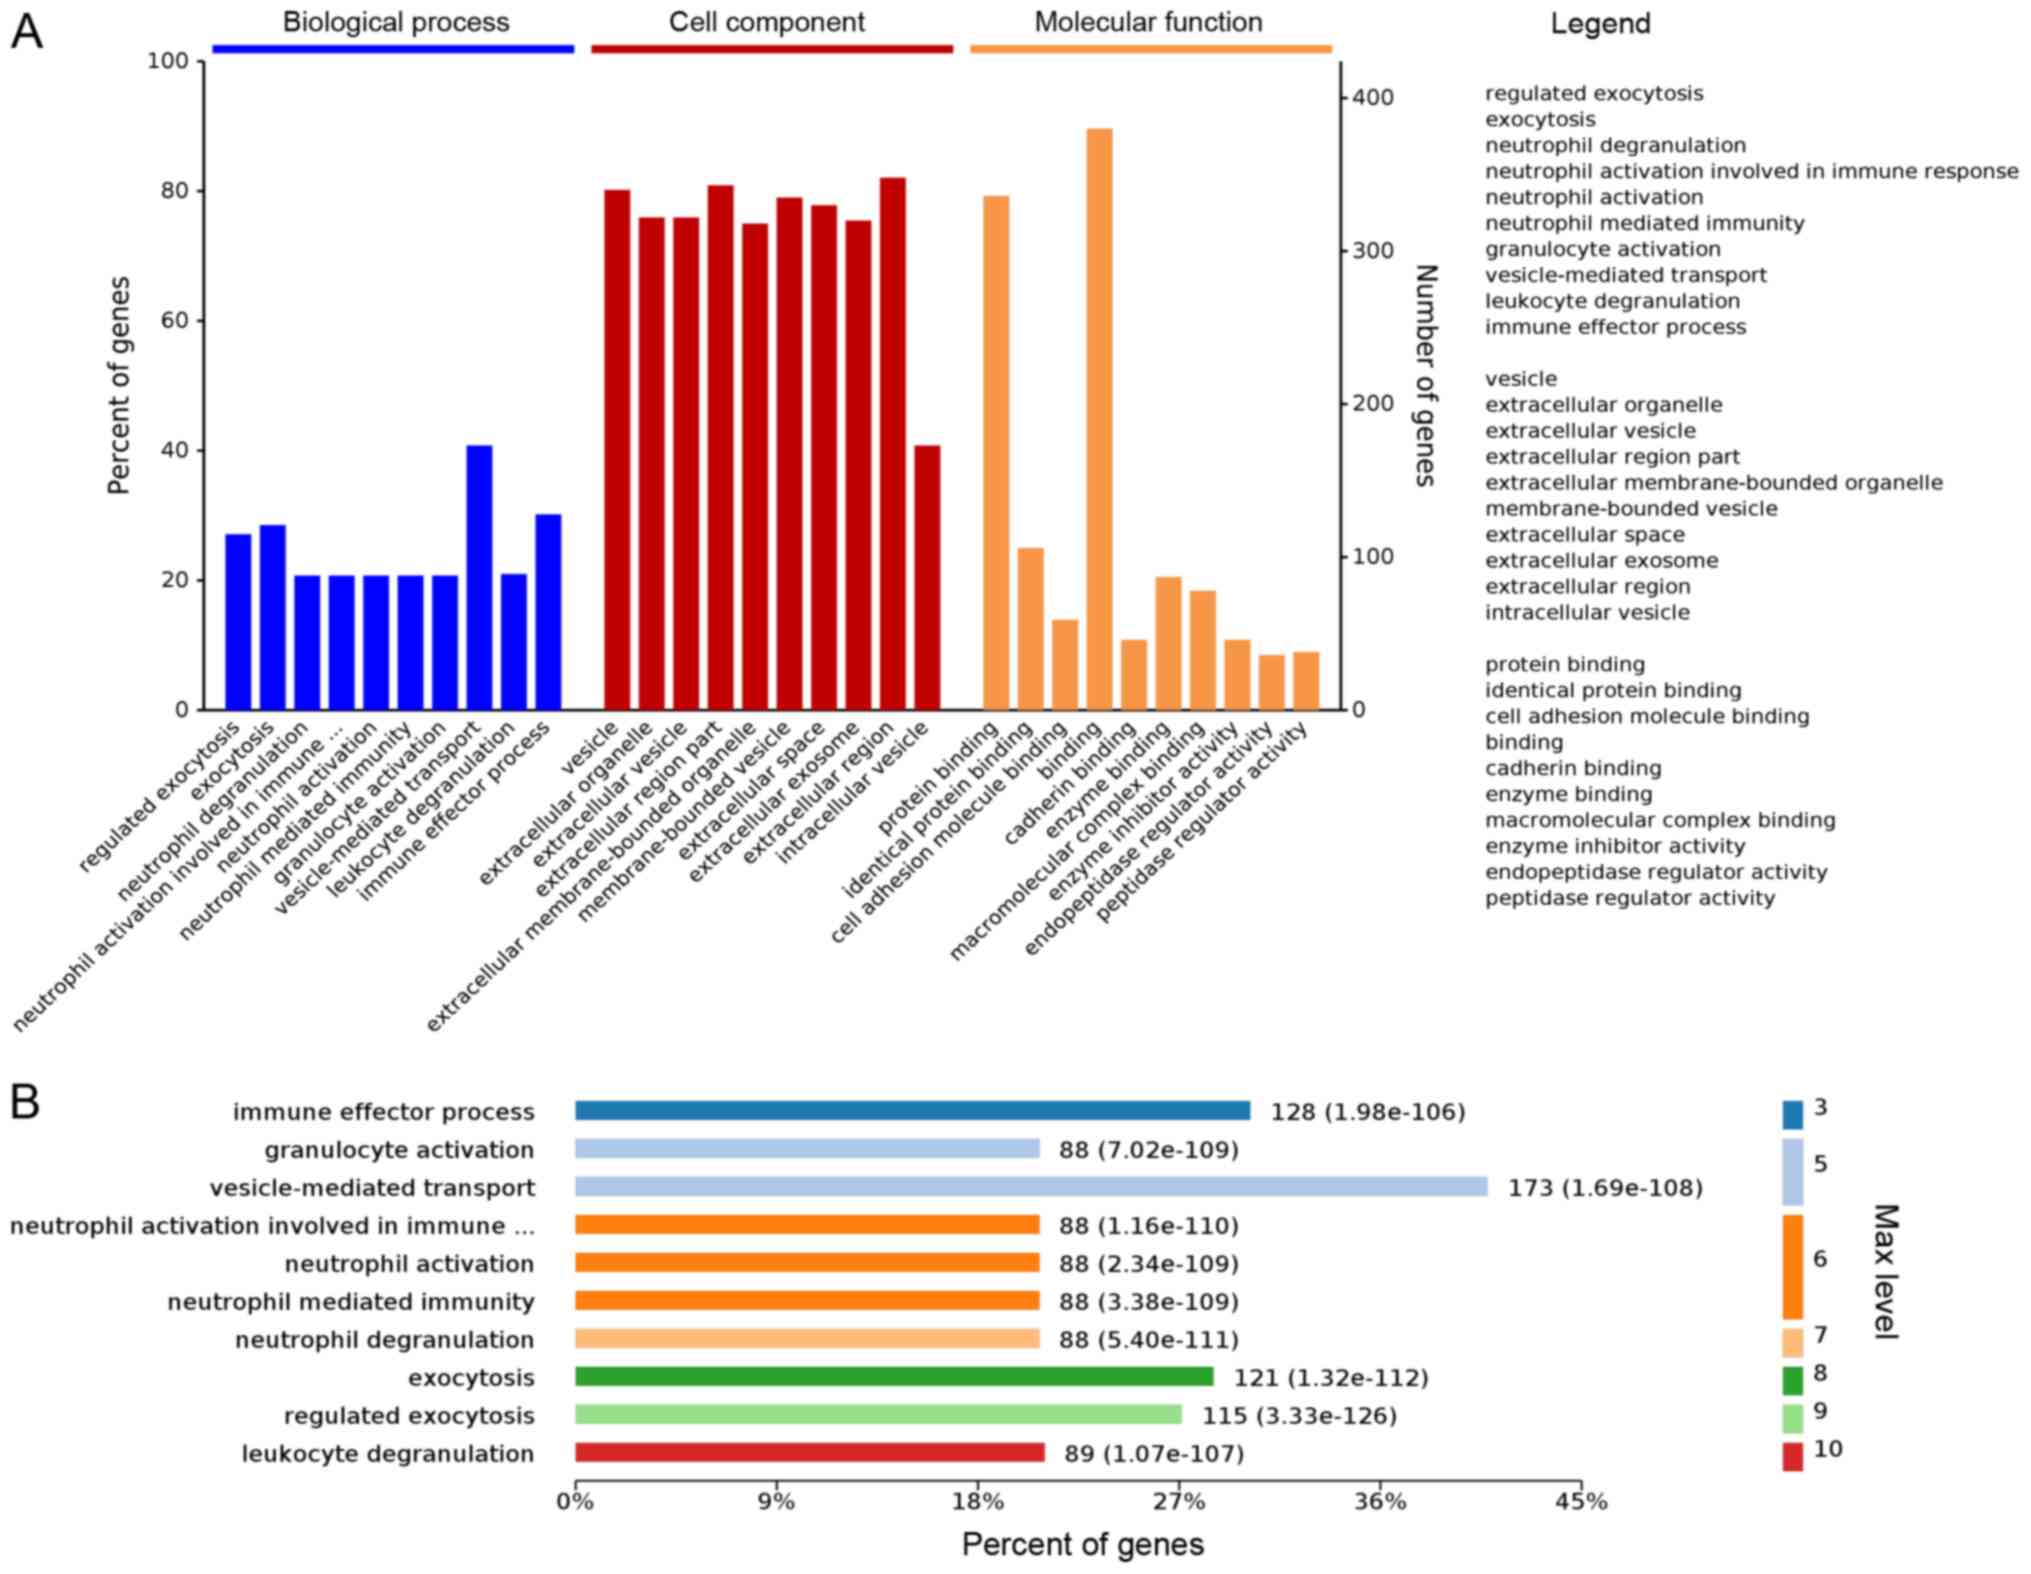 A
Biological process
Cell component
Molecular function
Legend
100
80
60
40
20
0
Percent of genes
400
300
200
100
0
Number of genes
regulated exocytosis
exocytosis
neutrophil degranulation
neutrophil activation involved in immune ...
neutrophil activation
neutrophil mediated immunity
granulocyte activation
vesicle-mediated transport
leukocyte degranulation
immune effector process
vesicle
extracellular organelle
extracellular vesicle
extracellular region part
extracellular membrane-bounded organelle
membrane-bounded vesicle
extracellular space
extracellular exosome
extracellular region
intracellular vesicle
protein binding
identical protein binding
cell adhesion molecule binding
binding
cadherin binding
enzyme binding
macromolecular complex binding
enzyme inhibitor activity
endopeptidase regulator activity
peptidase regulator activity
regulated exocytosis
exocytosis
neutrophil degranulation
neutrophil activation involved in immune response
neutrophil activation
neutrophil mediated immunity
granulocyte activation
vesicle-mediated transport
leukocyte degranulation
immune effector process
vesicle
extracellular organelle
extracellular vesicle
extracellular region part
extracellular membrane-bounded organelle
membrane-bounded vesicle
extracellular space
extracellular exosome
extracellular region
intracellular vesicle
protein binding
identical protein binding
cell adhesion molecule binding
binding
cadherin binding
enzyme binding
macromolecular complex binding
enzyme inhibitor activity
endopeptidase regulator activity
peptidase regulator activity
B
immune effector process 128 (1.98e-106)
granulocyte activation 88 (7.02e-109)
vesicle-mediated transport 173 (1.69e-108)
neutrophil activation involved in immune ... 88 (1.16e-110)
neutrophil activation 88 (2.34e-109)
neutrophil mediated immunity 88 (3.38e-109)
neutrophil degranulation 88 (5.40e-111)
exocytosis 121 (1.32e-112)
regulated exocytosis 115 (3.33e-126)
leukocyte degranulation 89 (1.07e-107)
0% 9% 18% 27% 36% 45%
Percent of genes
3
5
6
7
8
9
10
Max level